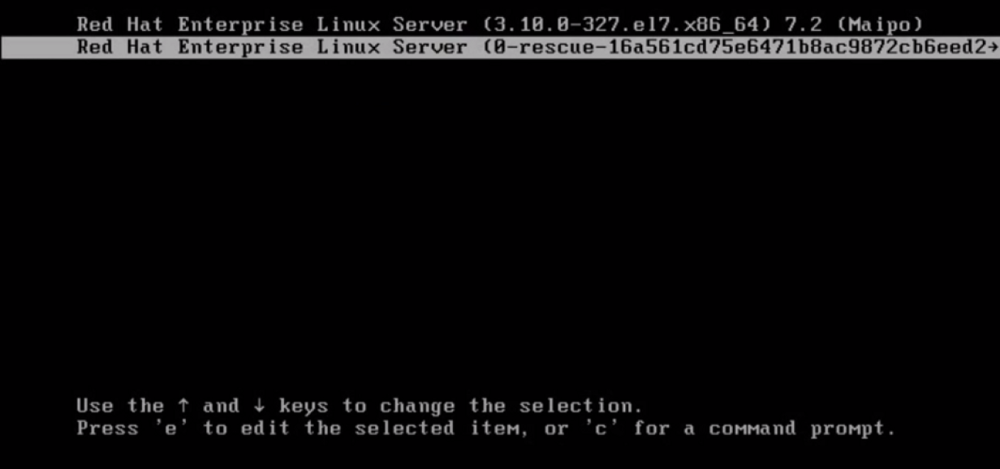 Red Hat Enterprise Linux Server (3.10.0-327.el7.x86_64) 7.2 (Maipo)
Red Hat Enterprise Linux Server (0-rescue-16a561cd75e6471b8ac9872cb6eed2→
Use the ↑ and ↓ keys to change the selection.
Press 'e' to edit the selected item, or 'c' for a command prompt.